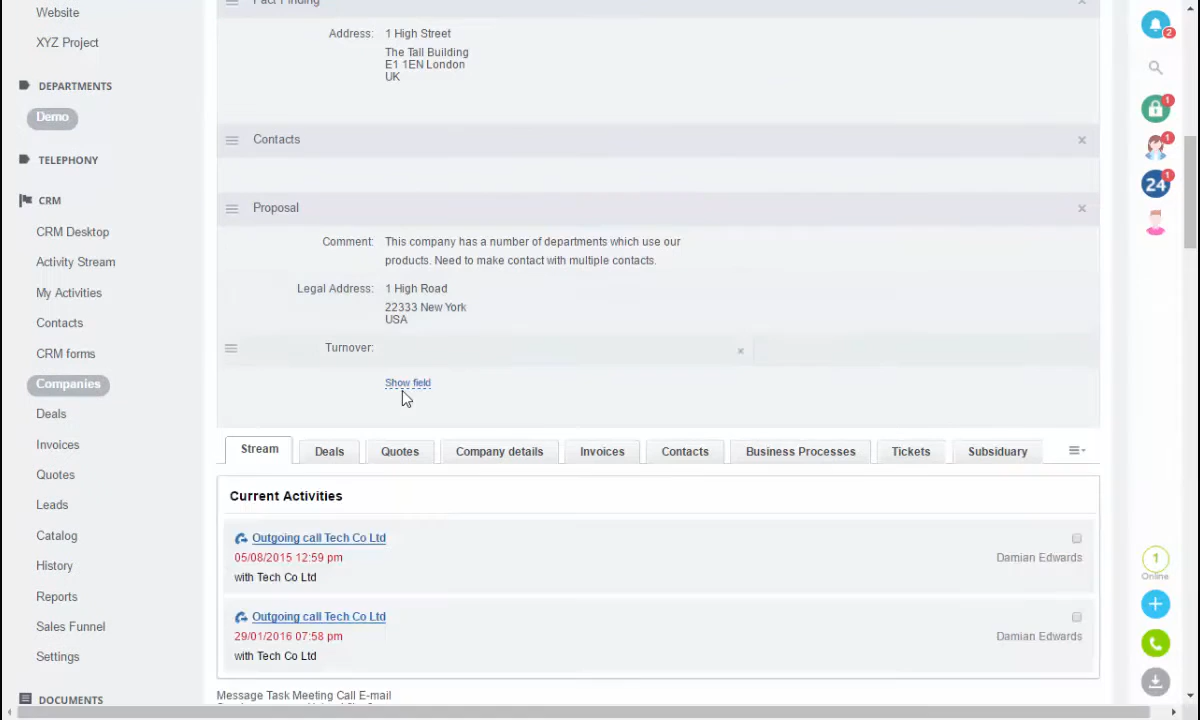 Website
XYZ Project
DEPARTMENTS
Demo
TELEPHONY
CRM
CRM Desktop
Activity Stream
My Activities
Contacts
CRM forms
Companies
Deals
Invoices
Quotes
Leads
Catalog
History
Reports
Sales Funnel
Settings
DOCUMENTS
Fact Finding
Address: 1 High Street
The Tall Building
E1 1EN London
UK
Contacts
Proposal
Comment: This company has a number of departments which use our
products. Need to make contact with multiple contacts.
Legal Address: 1 High Road
22333 New York
USA
Turnover:
Show field
Stream Deals Quotes Company details Invoices Contacts Business Processes Tickets Subsiduary
Current Activities
Outgoing call Tech Co Ltd
05/08/2015 12:59 pm Damian Edwards
with Tech Co Ltd
Outgoing call Tech Co Ltd
29/01/2016 07:58 pm Damian Edwards
with Tech Co Ltd
Message Task Meeting Call E-mail
2
1
1
24 1
1
Online